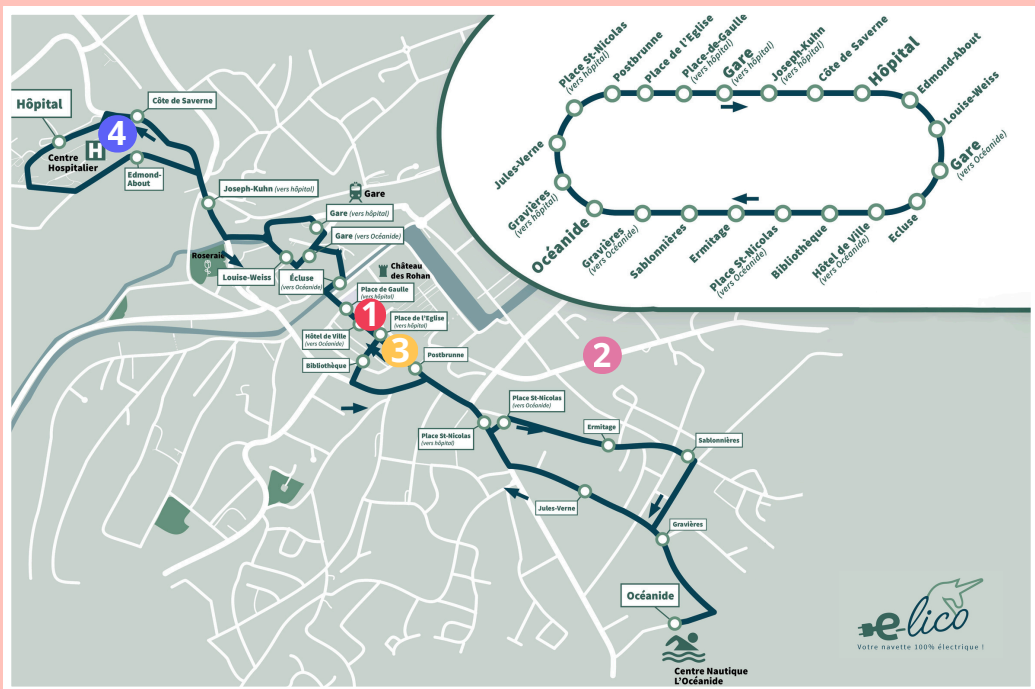 Place St-Nicolas
(vers hôpital)
Postbrunne
Place de l'Eglise
Place-de-Gaulle
(vers hôpital)
Gare
(vers hôpital)
Joseph-Kuhn
(vers hôpital)
Côte de Saverne
Hôpital
Edmond-About
Louise-Weiss
Gare
(vers Océanide)
Ecluse
Hôtel de Ville
(vers Océanide)
Bibliothèque
Place St-Nicolas
(vers Océanide)
Ermitage
Sablonnières
Gravières
(vers Océanide)
Océanide
Gravières
(vers hôpital)
Jules-Verne
Hôpital
Côte de Saverne
4
H
Centre
Hospitalier
Edmond-
About
Joseph-Kuhn (vers hôpital)
Gare
Gare (vers hôpital)
Gare (vers Océanide)
Roseraie
Louise-Weiss
Écluse
(vers Océanide)
Château
des Rohan
Place de Gaulle
(vers hôpital)
1
Place de l'Eglise
(vers hôpital)
Hôtel de Ville
(vers Océanide)
3
2
Postbrunne
Bibliothèque
Place St-Nicolas
(vers Océanide)
Place St-Nicolas
(vers hôpital)
Ermitage
Sablonnières
Jules-Verne
Gravières
Océanide
Centre Nautique
L'Océanide
e-lico
Votre navette 100% électrique !